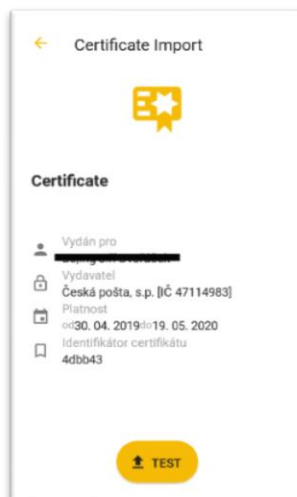 Certificate Import
Certificate
Vydán pro
Vydavatel
Česká pošta, s.p. [IČ 47114983]
Platnost
od30. 04. 2019do19. 05. 2020
Identifikátor certifikátu
4dbb43
TEST